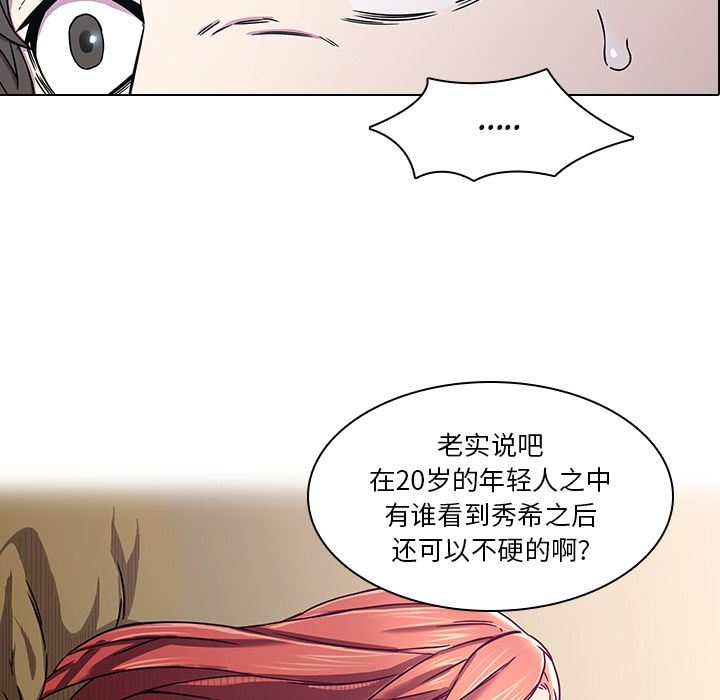 .....
老实说吧
在20岁的年轻人之中
有谁看到秀希之后
还可以不硬的啊?